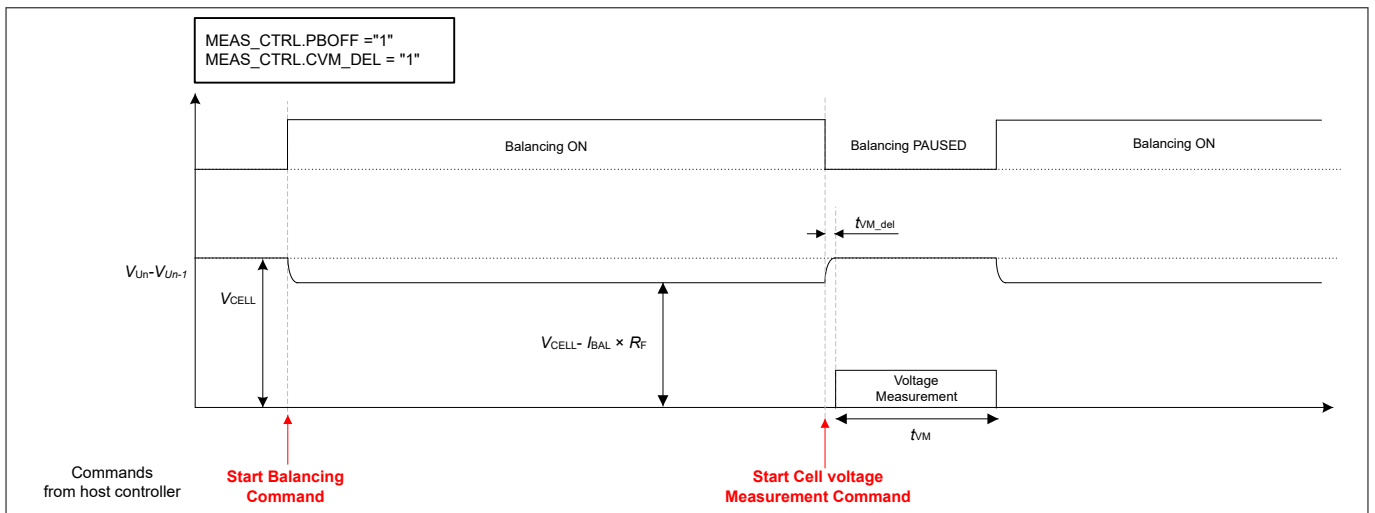 MEAS_CTRL.PBOFF ="1"
MEAS_CTRL.CVM_DEL = "1"
Balancing ON
Balancing PAUSED
Balancing ON
tVM_del
VUn-VUn-1
VCELL
VCELL- IBAL × RF
Voltage
Measurement
tVM
Commands
from host controller
Start Balancing
Command
Start Cell voltage
Measurement Command